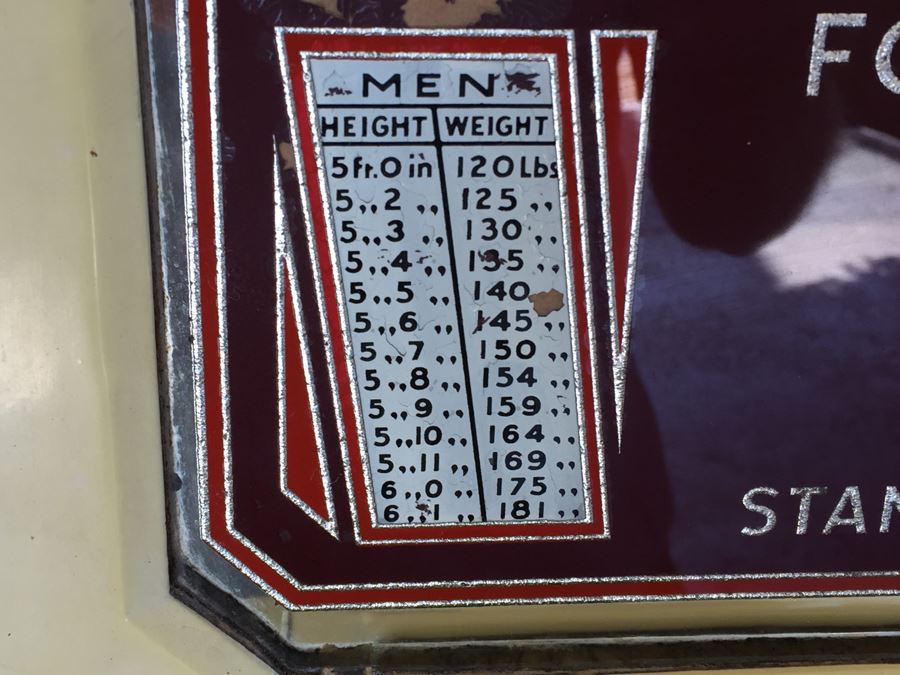 MEN
HEIGHT WEIGHT
5ft.0in 120Lbs
5,,2 ,, 125 ,,
5,,3 ,, 130 ,,
5,,4 ,, 135 ,,
5,,5 ,, 140
5,,6 ,, 145 ,,
5,,7 ,, 150 ,,
5,,8 ,, 154 ,,
5,,9 ,, 159 ,,
5,,10 ,, 164 ,,
5,,11 ,, 169 ,,
6,,0 ,, 175 ,,
6,,1 ,, 181 ,,